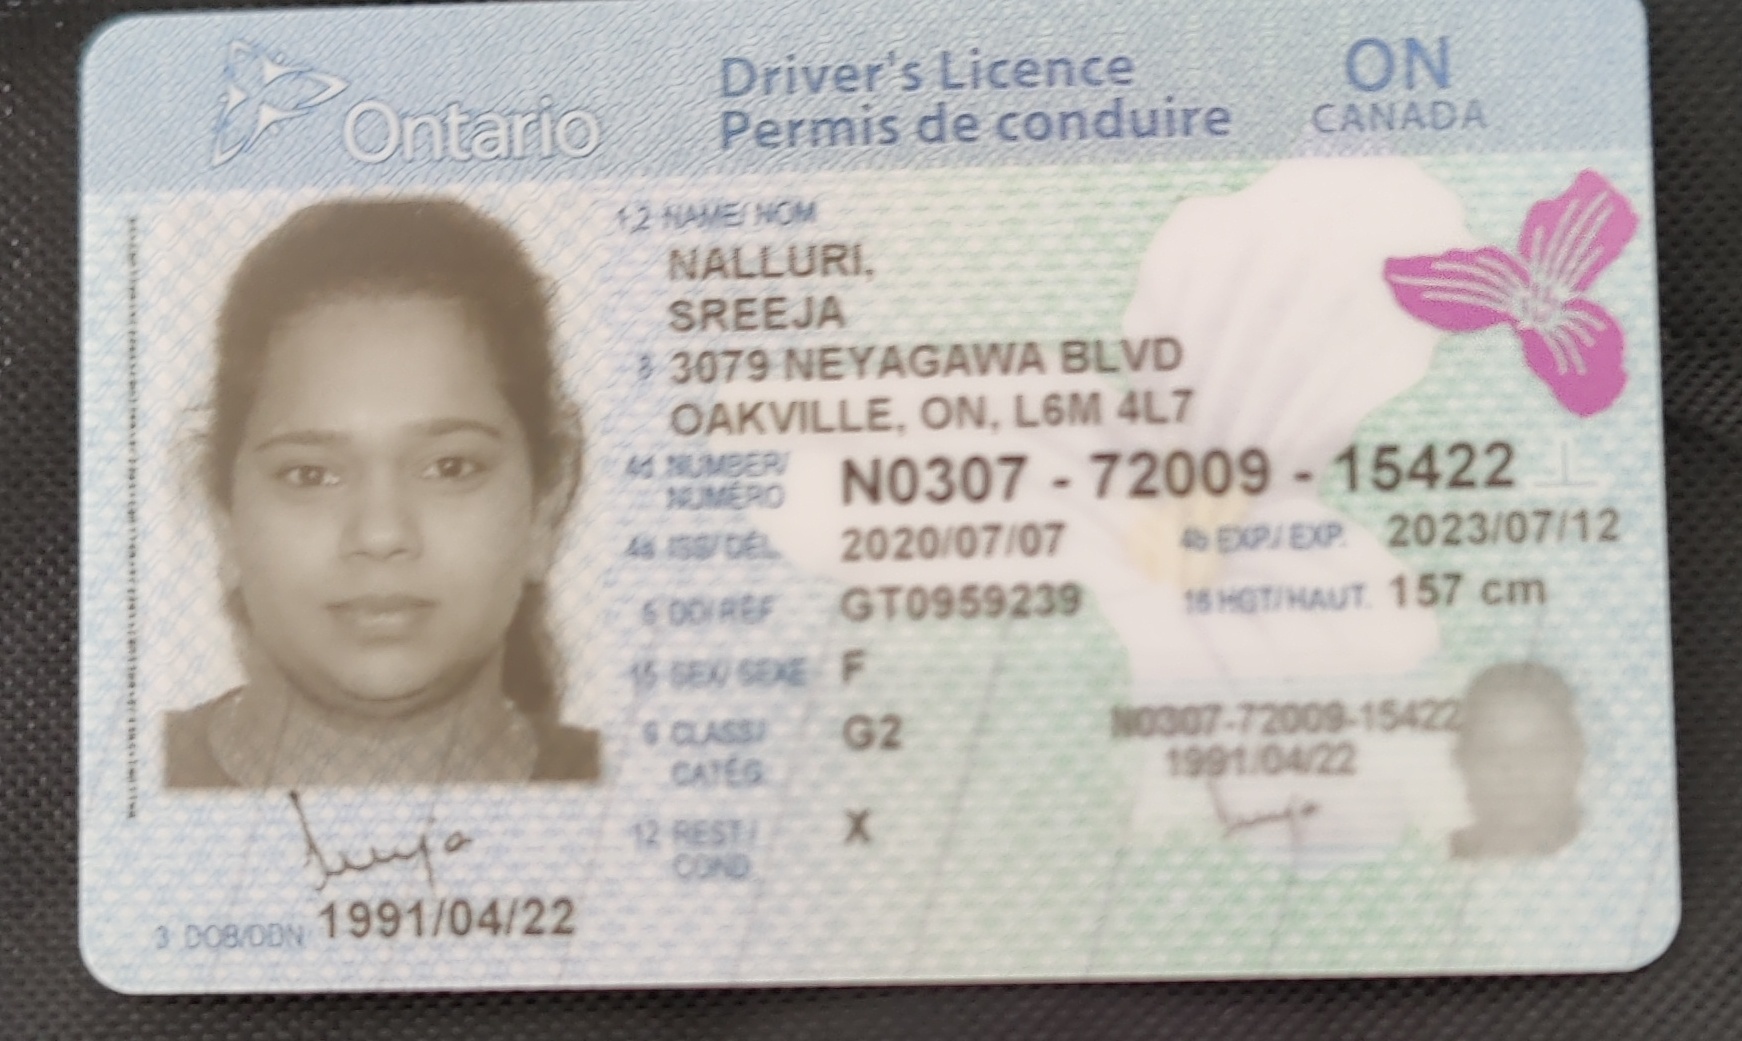 Ontario
Driver's Licence
Permis de conduire
ON
CANADA
1,2 NAME/ NOM
NALLURI,
SREEJA
8 3079 NEYAGAWA BLVD
OAKVILLE, ON, L6M 4L7
4d NUMBER/ NUMÉRO N0307 - 72009 - 15422
4a ISS/DÉL 2020/07/07 4b EXP./ EXP. 2023/07/12
5 DD/RÉF GT0959239 16 HGT/HAUT. 157 cm
15 SEX/ SEXE F
9 CLASS/ CATÉG. G2
12 REST./ COND. X
N0307-72009-15422
1991/04/22
3 DOB/DDN 1991/04/22